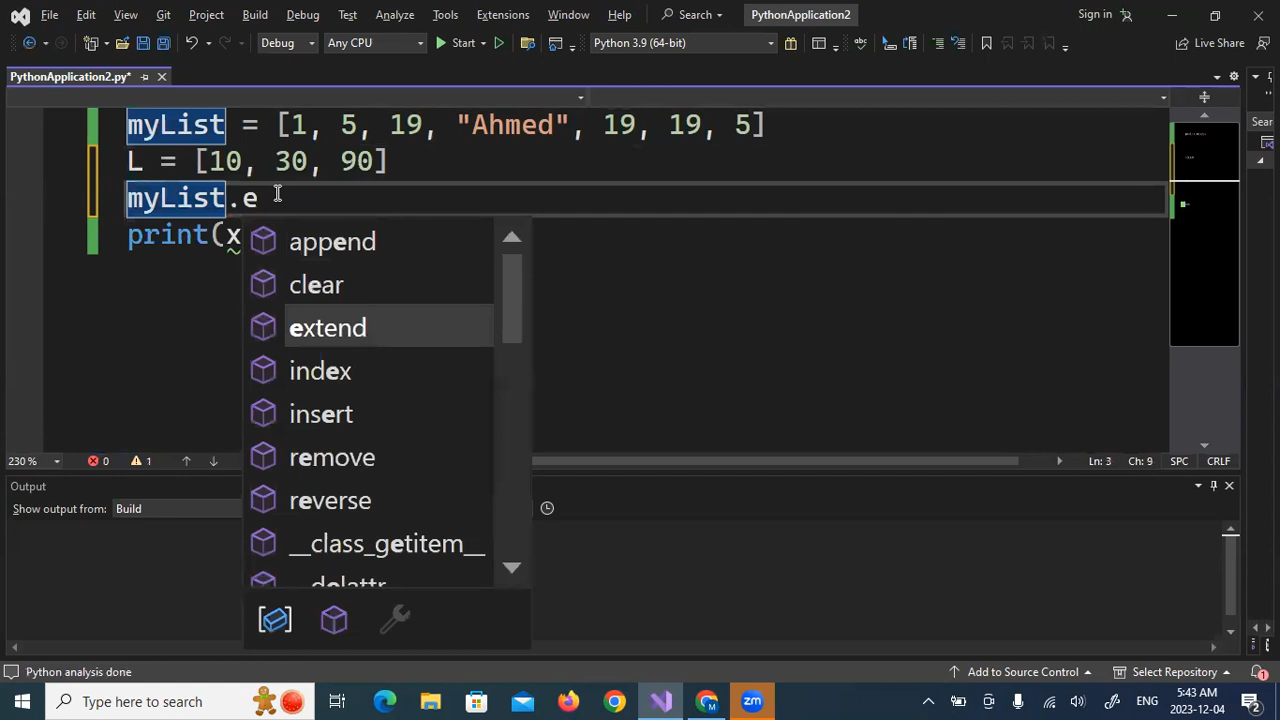 File Edit View Git Project Build Debug Test Analyze Tools Extensions Window Help Search PythonApplication2 Sign in
Debug Any CPU Start Python 3.9 (64-bit) Live Share
PythonApplication2.py*
myList = [1, 5, 19, "Ahmed", 19, 19, 5]
L = [10, 30, 90]
myList.e
print(x
append
clear
extend
index
insert
remove
reverse
__class_getitem__
__delattr
Sear
230 % 0 1 Ln: 3 Ch: 9 SPC CRLF
Output
Show output from: Build
Python analysis done Add to Source Control Select Repository 1
Type here to search ENG 5:43 AM
2023-12-04 2